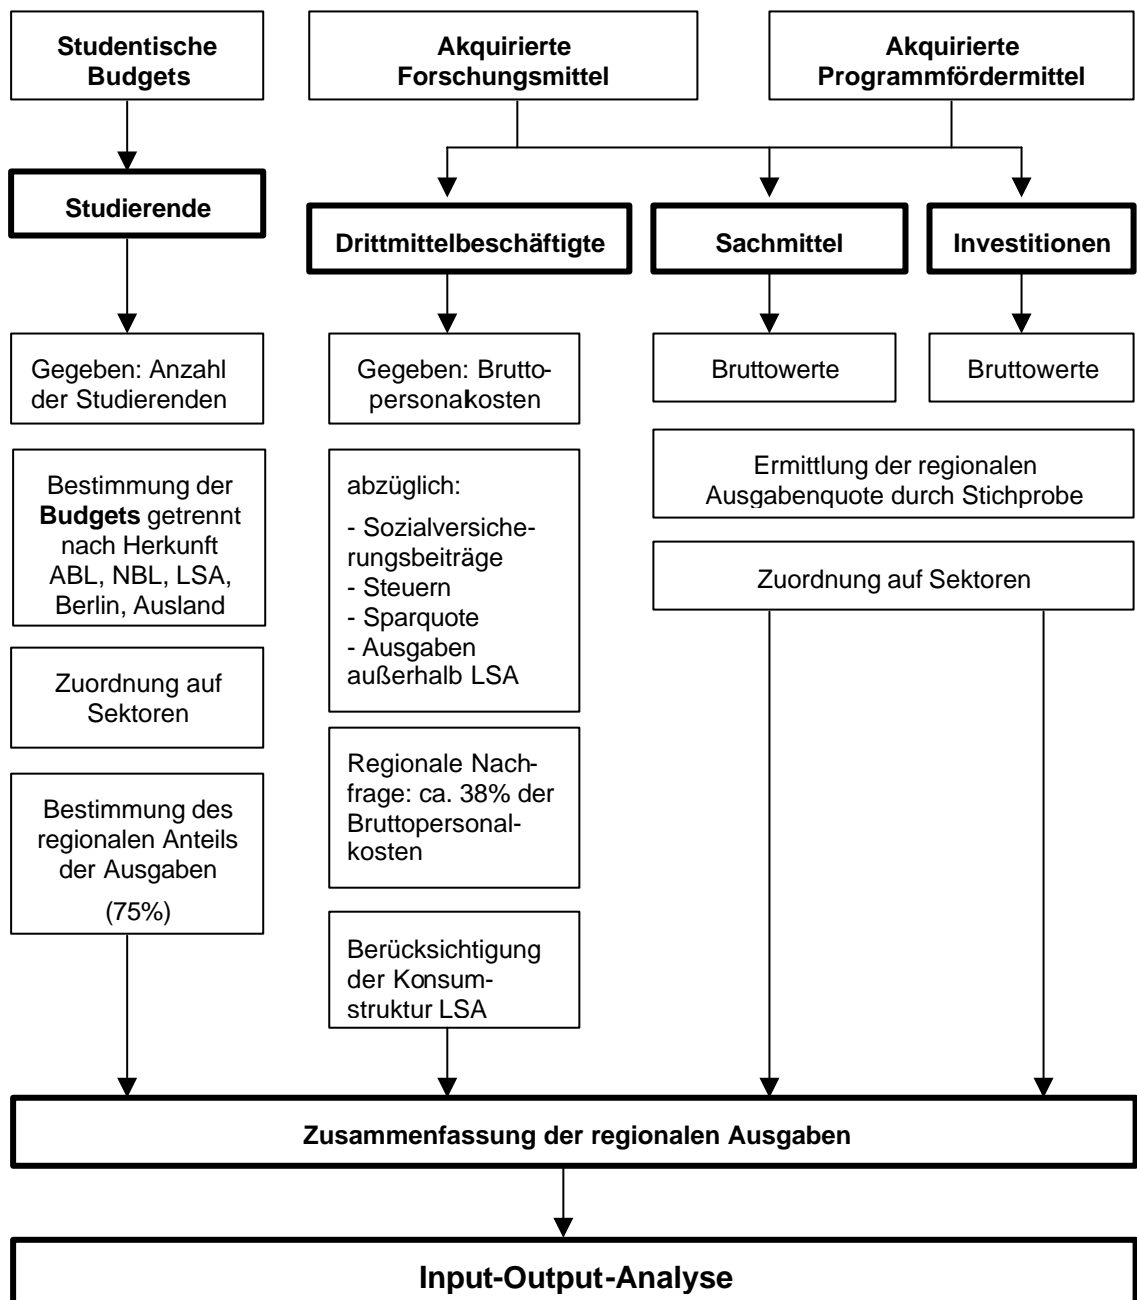 Studentische
Budgets
Akquirierte
Forschungsmittel
Akquirierte
Programmfördermittel
Studierende
Drittmittelbeschäftigte
Sachmittel
Investitionen
Gegeben: Anzahl
der Studierenden
Gegeben: Brutto-
personalkosten
Bruttowerte
Bruttowerte
Bestimmung der
Budgets getrennt
nach Herkunft
ABL, NBL, LSA,
Berlin, Ausland
abzüglich:
- Sozialversiche-
rungsbeiträge
- Steuern
- Sparquote
- Ausgaben
außerhalb LSA
Ermittlung der regionalen
Ausgabenquote durch Stichprobe
Zuordnung auf Sektoren
Zuordnung auf
Sektoren
Regionale Nach-
frage: ca. 38% der
Bruttopersonal-
kosten
Bestimmung des
regionalen Anteils
der Ausgaben
(75%)
Berücksichtigung
der Konsum-
struktur LSA
Zusammenfassung der regionalen Ausgaben
Input-Output-Analyse